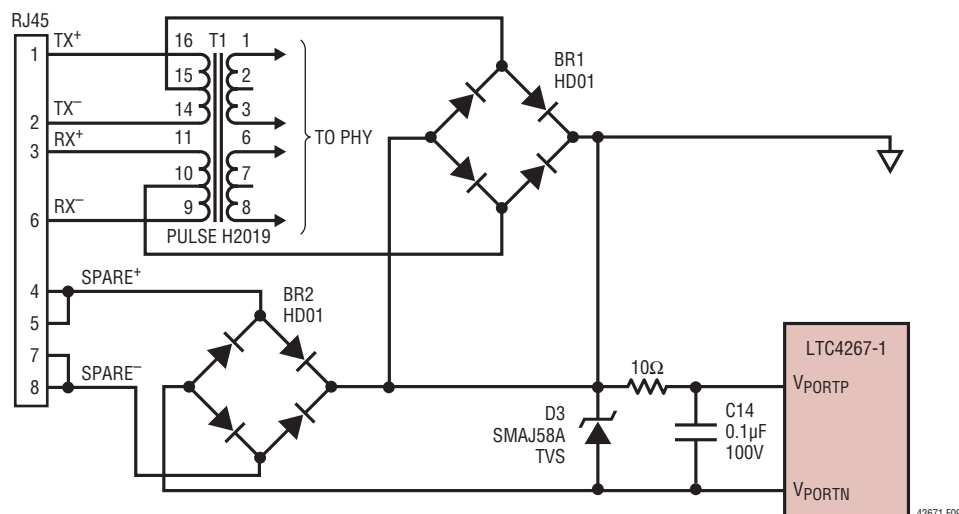 RJ45
1
TX+
2
TX−
3
RX+
6
RX−
4
SPARE+
5
7
8
SPARE−
16 T1 1
15 2
14 3
11 6
10 7
9 8
PULSE H2019
TO PHY
BR1
HD01
BR2
HD01
10Ω
D3
SMAJ58A
TVS
C14
0.1µF
100V
LTC4267-1
VPORTP
VPORTN
42671 F09